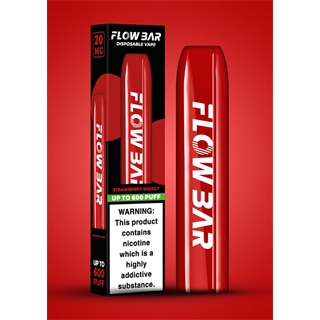 20
MG
FLOW BAR
DISPOSABLE VAPE
FLOW BAR
STRAWBERRY ENERGY
UP TO 600 PUFF
WARNING:
This product
contains
nicotine
which is a
highly
addictive
substance.
UP TO
600
PUFF
FLOW BAR